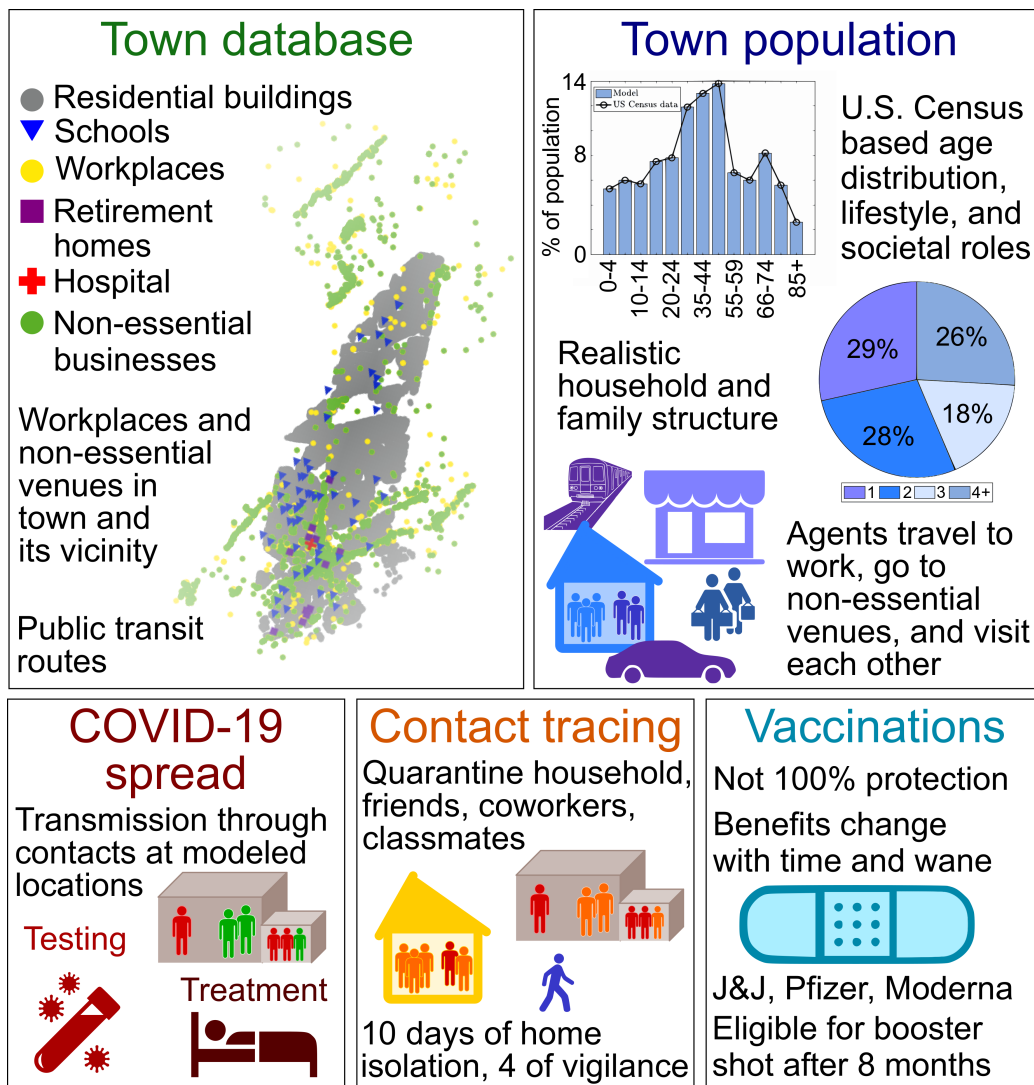 Town database
Residential buildings
Schools
Workplaces
Retirement
homes
Hospital
Non-essential
businesses
Workplaces and
non-essential
venues in
town and
its vicinity
Public transit
routes
Town population
% of population
14
8
0
Model
US Census data
0-4
10-14
20-24
35-44
55-59
66-74
85+
U.S. Census
based age
distribution,
lifestyle, and
societal roles
Realistic
household and
family structure
29%
26%
18%
28%
1 2 3 4+
Agents travel to
work, go to
non-essential
venues, and visit
each other
COVID-19
spread
Transmission through
contacts at modeled
locations
Testing
Treatment
Contact tracing
Quarantine household,
friends, coworkers,
classmates
10 days of home
isolation, 4 of vigilance
Vaccinations
Not 100% protection
Benefits change
with time and wane
J&J, Pfizer, Moderna
Eligible for booster
shot after 8 months